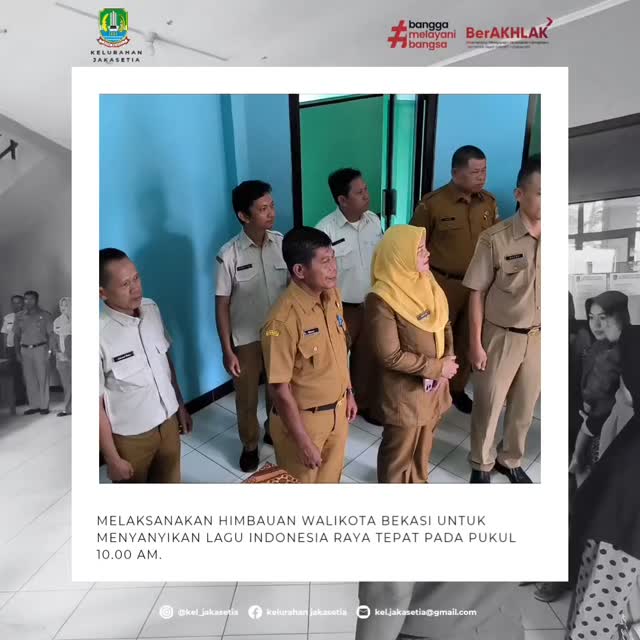 KELURAHAN
JAKASETIA
#bangga
melayani
bangsa
BerAKHLAK
MELAKSANAKAN HIMBAUAN WALIKOTA BEKASI UNTUK
MENYANYIKAN LAGU INDONESIA RAYA TEPAT PADA PUKUL
10.00 AM.
@kel_jakasetia kelurahan jakasetia kel.jakasetia@gmail.com